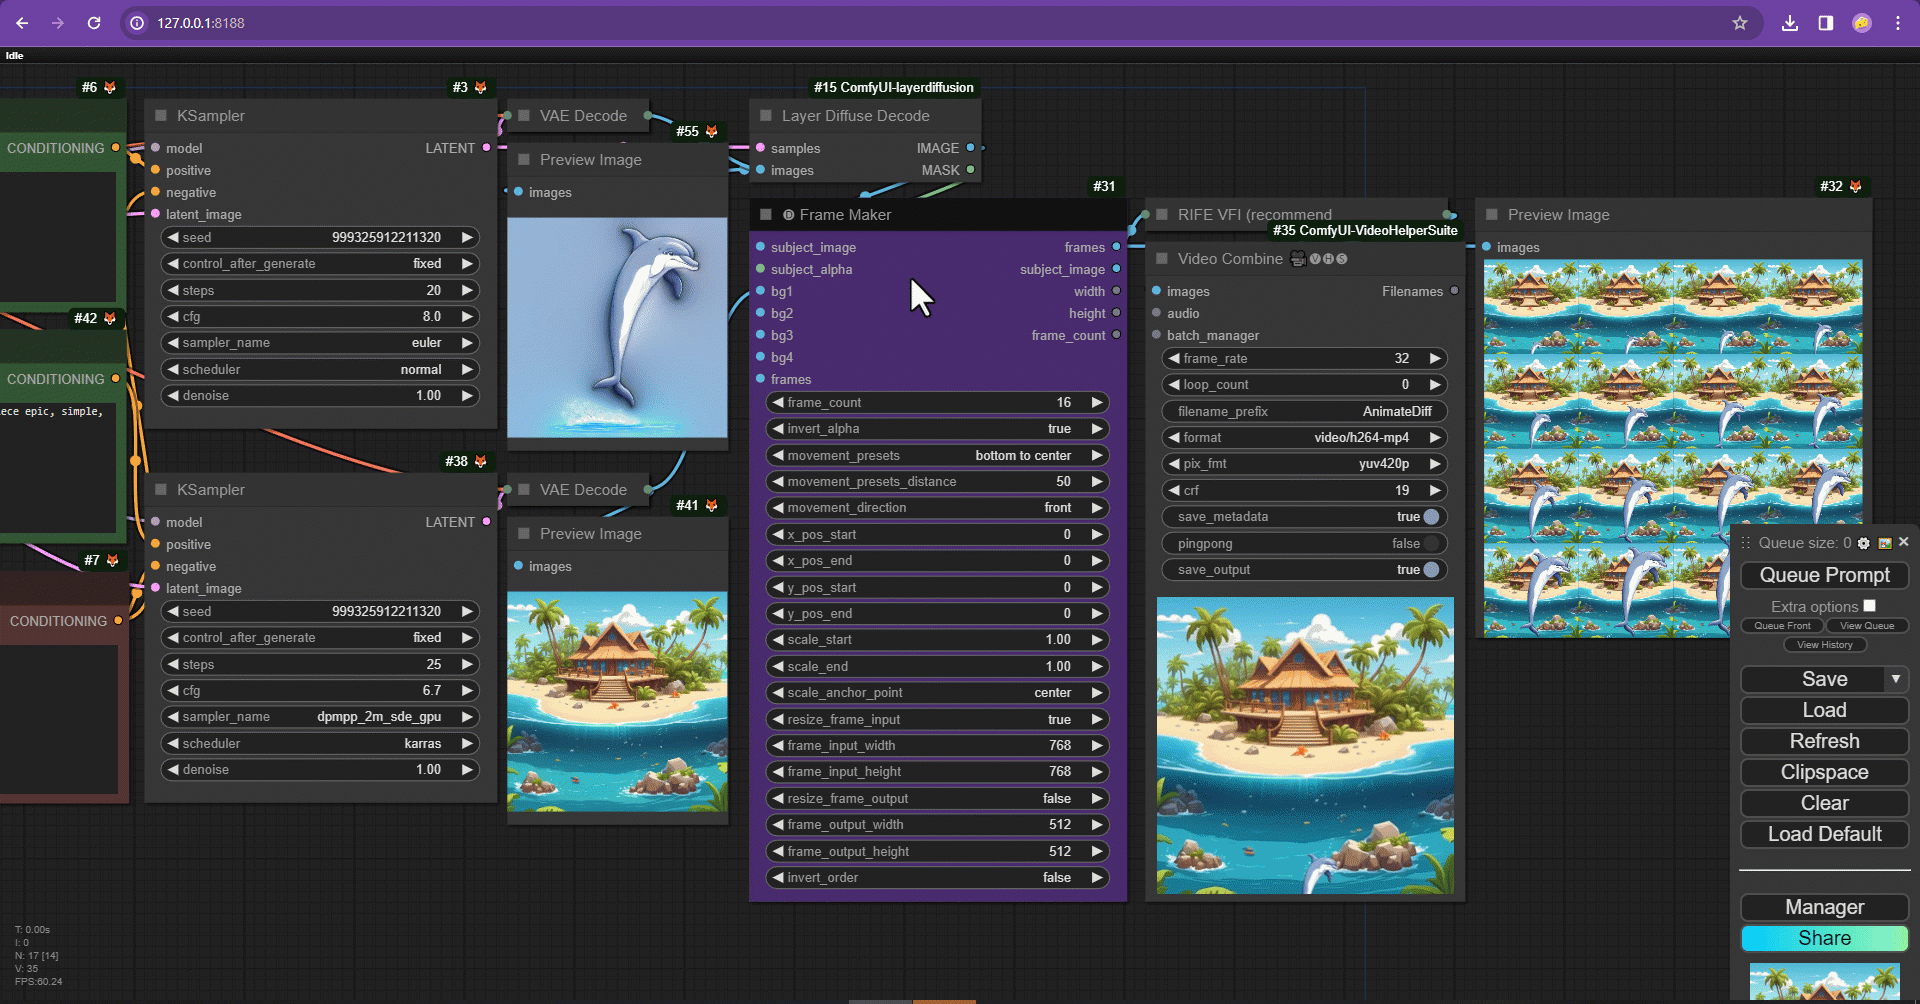 127.0.0.1:8188
Idle
#6
CONDITIONING
#42
CONDITIONING
ece epic, simple,
#7
CONDITIONING
#3
KSampler
model
LATENT
positive
negative
latent_image
seed 999325912211320
control_after_generate fixed
steps 20
cfg 8.0
sampler_name euler
scheduler normal
denoise 1.00
#38
KSampler
model
LATENT
positive
negative
latent_image
seed 999325912211320
control_after_generate fixed
steps 25
cfg 6.7
sampler_name dpmpp_2m_sde_gpu
scheduler karras
denoise 1.00
VAE Decode
#55
Preview Image
images
VAE Decode
#41
Preview Image
images
#15 ComfyUI-layerdiffusion
Layer Diffuse Decode
samples IMAGE
images MASK
#31
D Frame Maker
subject_image frames
subject_alpha subject_image
bg1 width
bg2 height
bg3 frame_count
bg4
frames
frame_count 16
invert_alpha true
movement_presets bottom to center
movement_presets_distance 50
movement_direction front
x_pos_start 0
x_pos_end 0
y_pos_start 0
y_pos_end 0
scale_start 1.00
scale_end 1.00
scale_anchor_point center
resize_frame_input true
frame_input_width 768
frame_input_height 768
resize_frame_output false
frame_output_width 512
frame_output_height 512
invert_order false
RIFE VFI (recommend
#35 ComfyUI-VideoHelperSuite
Video Combine VHS
images Filenames
audio
batch_manager
frame_rate 32
loop_count 0
filename_prefix AnimateDiff
format video/h264-mp4
pix_fmt yuv420p
crf 19
save_metadata true
pingpong false
save_output true
#32
Preview Image
images
Queue size: 0
Queue Prompt
Extra options
Queue Front View Queue
View History
Save
Load
Refresh
Clipspace
Clear
Load Default
Manager
Share
T: 0.00s
I: 0
N: 17 [14]
V: 35
FPS:60.24